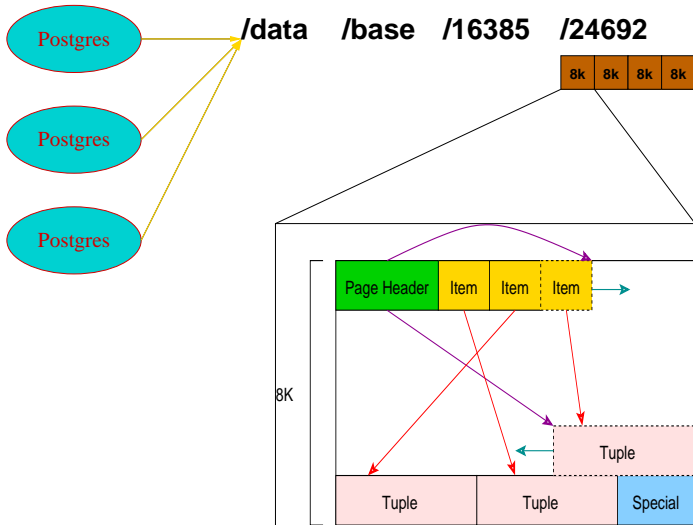 Postgres
/data /base /16385 /24692
8k 8k 8k 8k
Postgres
Postgres
Page Header Item Item Item
8K
Tuple
Tuple Tuple Special